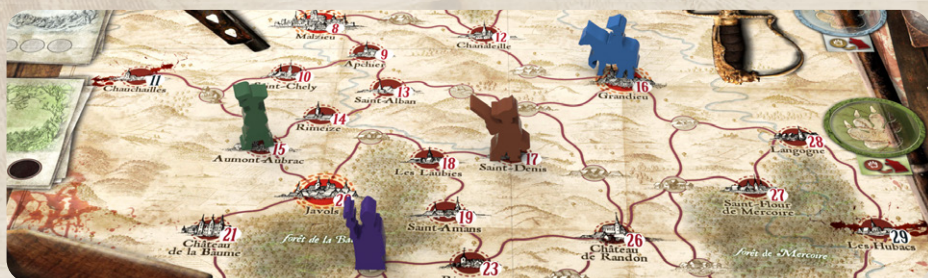 Malzieu
8
9
Apchier
12
Chanaleille
11
Chauchailles
10
Saint-Chely
13
Saint-Alban
16
Grandieu
14
Rimeize
15
Aumont-Aubrac
17
Saint-Denis
18
Les Laubies
28
Langogne
Javols
27
Saint-Flour
de Mercoire
19
Saint-Amans
21
Château
de la Baume
forêt de la
26
Château
de Randon
29
Les Hubacs
forêt de Mercoire
23